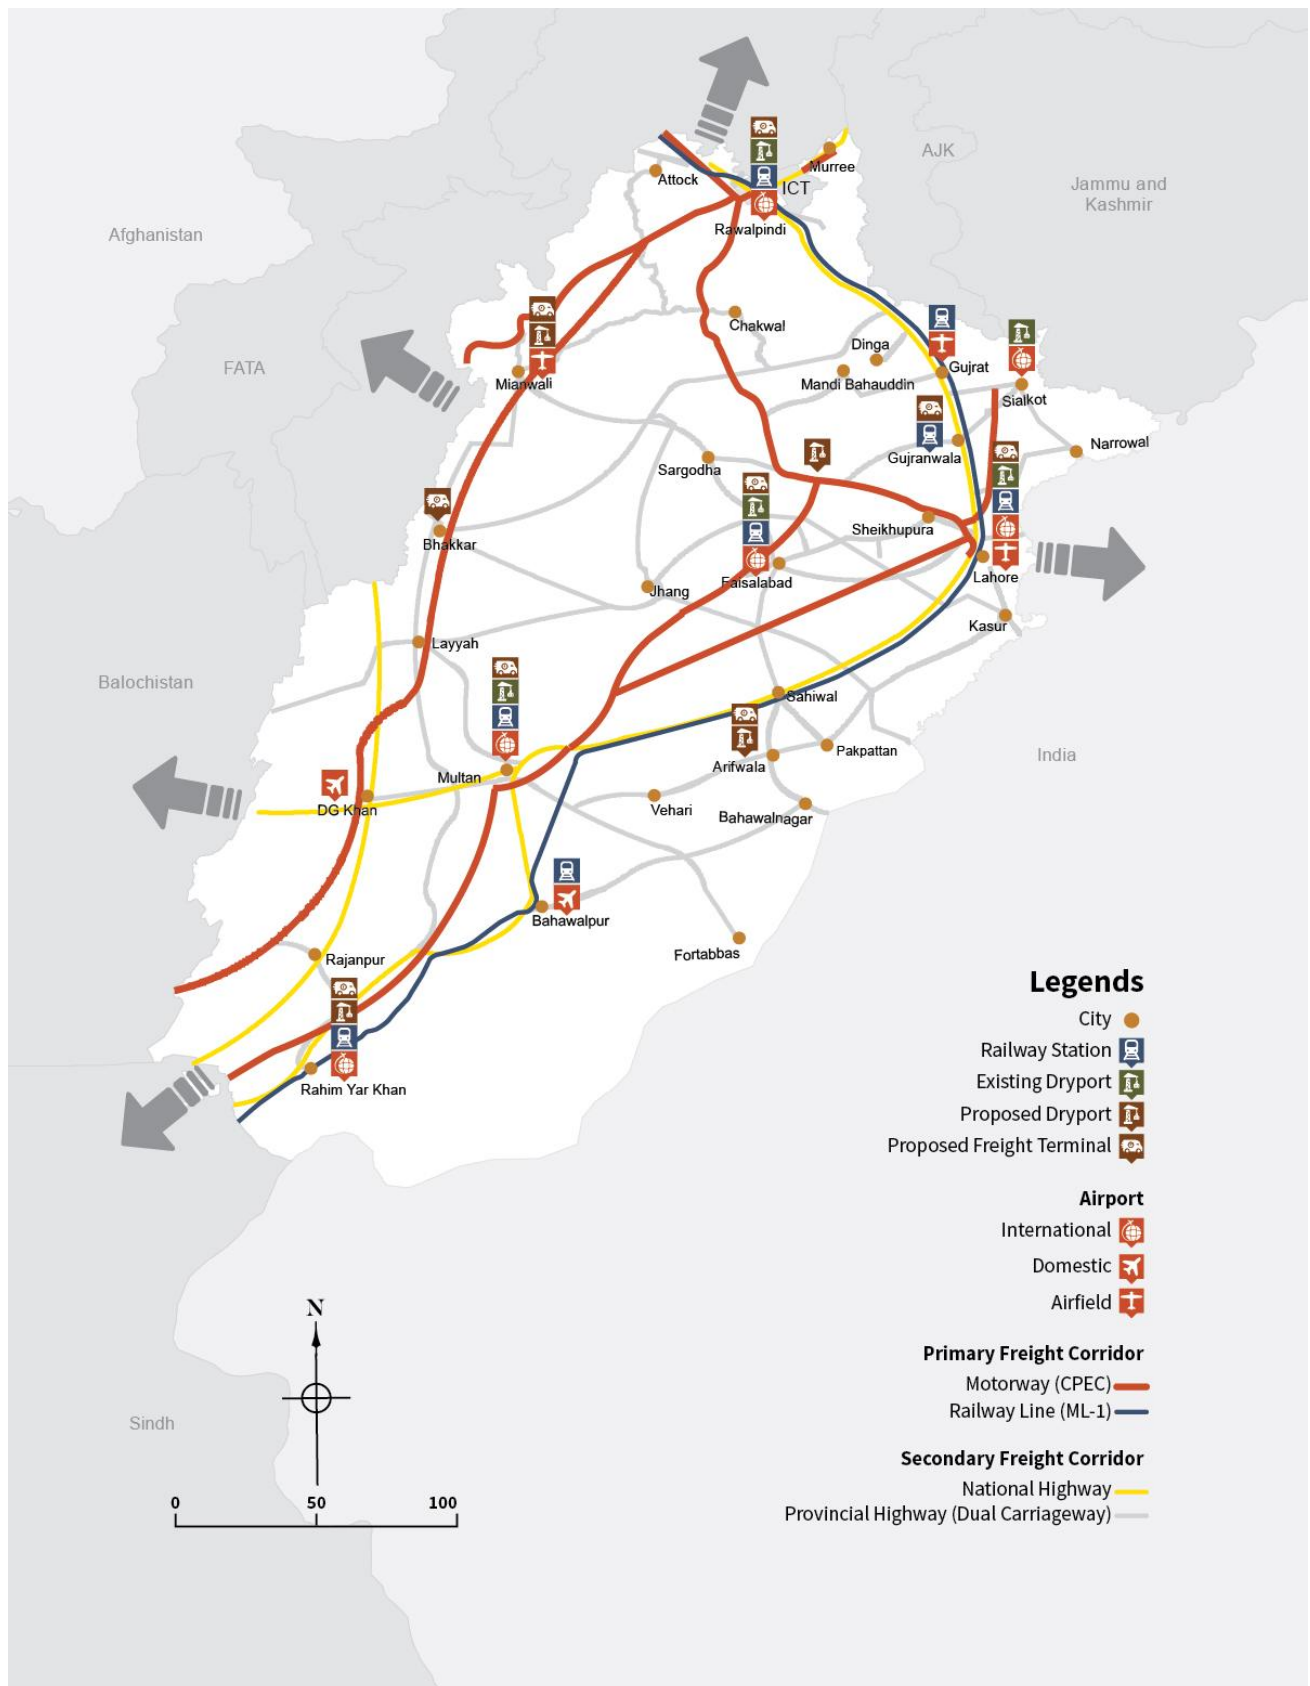 AJK
Murree
Attock
ICT
Jammu and
Kashmir
Afghanistan
Rawalpindi
Chakwal
Dinga
FATA
Gujrat
Mianwali
Mandi Bahauddin
Sialkot
Narrowal
Gujranwala
Sargodha
Sheikhupura
Bhakkar
Lahore
Faisalabad
Jhang
Kasur
Layyah
Balochistan
Sahiwal
Pakpattan
India
Arifwala
Multan
DG Khan
Vehari
Bahawalnagar
Bahawalpur
Fortabbas
Rajanpur
Rahim Yar Khan
Legends
City
Railway Station
Existing Dryport
Proposed Dryport
Proposed Freight Terminal
Airport
International
Domestic
Airfield
N
Primary Freight Corridor
Motorway (CPEC)
Railway Line (ML-1)
Sindh
Secondary Freight Corridor
National Highway
Provincial Highway (Dual Carriageway)
0 50 100